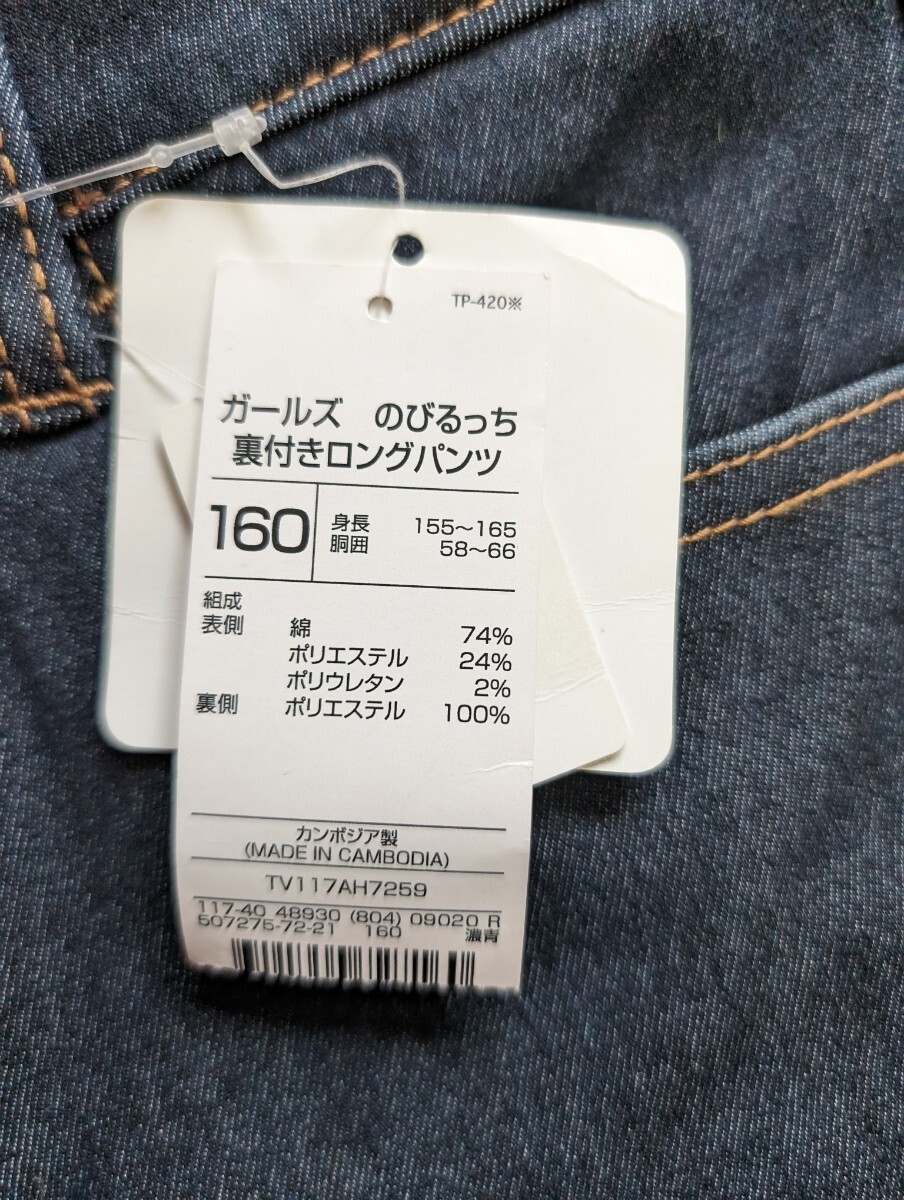 TP-420※
ガールズ　のびるっち
裏付きロングパンツ
160
身長 155〜165
胴囲 58〜66
組成
表側 綿 74%
ポリエステル 24%
ポリウレタン 2%
裏側 ポリエステル 100%
カンボジア製
(MADE IN CAMBODIA)
TV117AH7259
117-40 48930 (804) 09020 R
507275-72-21 160 濃青